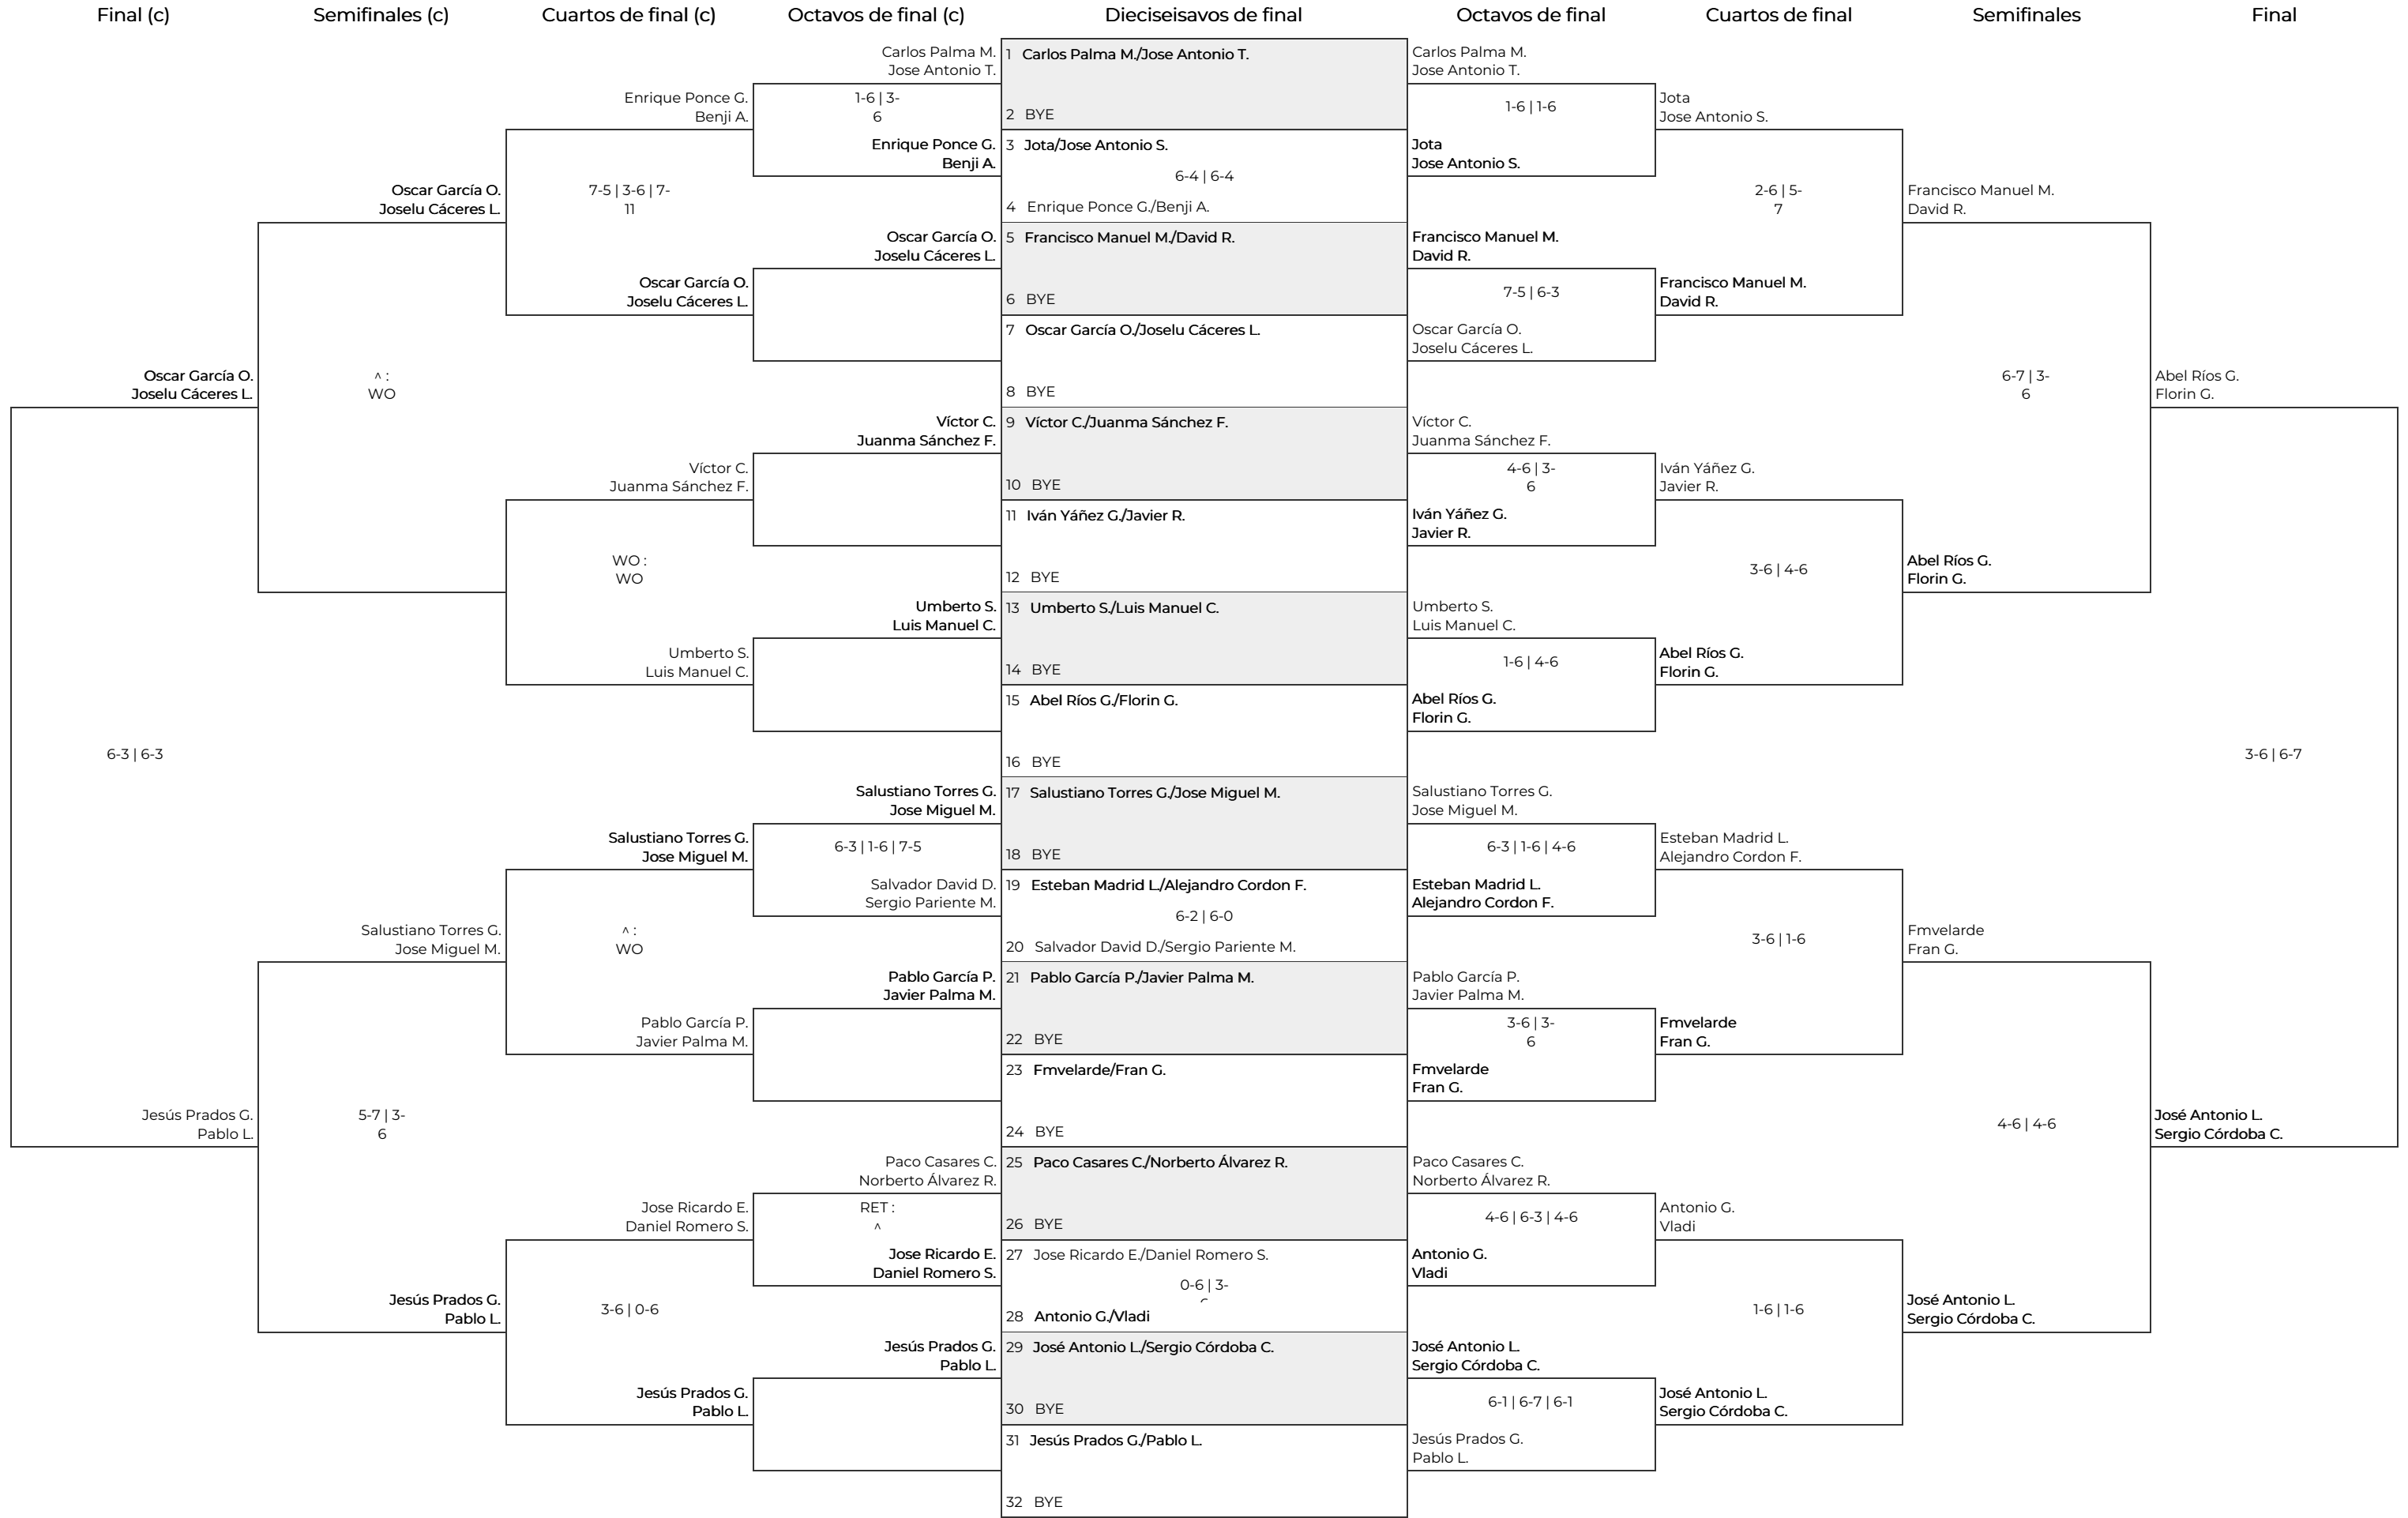 Final (c)
Semifinales (c)
Cuartos de final (c)
Octavos de final (c)
Dieciseisavos de final
Octavos de final
Cuartos de final
Semifinales
Final
Oscar García O.
Joselu Cáceres L.
6-3 | 6-3
Jesús Prados G.
Pablo L.
Oscar García O.
Joselu Cáceres L.
^ :
WO
Salustiano Torres G.
Jose Miguel M.
5-7 | 3-
6
Jesús Prados G.
Pablo L.
Enrique Ponce G.
Benji A.
7-5 | 3-6 | 7-
11
Oscar García O.
Joselu Cáceres L.
Víctor C.
Juanma Sánchez F.
WO :
WO
Umberto S.
Luis Manuel C.
Salustiano Torres G.
Jose Miguel M.
^ :
WO
Pablo García P.
Javier Palma M.
Jose Ricardo E.
Daniel Romero S.
3-6 | 0-6
Jesús Prados G.
Pablo L.
Carlos Palma M.
Jose Antonio T.
1-6 | 3-
6
Enrique Ponce G.
Benji A.
Oscar García O.
Joselu Cáceres L.
Víctor C.
Juanma Sánchez F.
Umberto S.
Luis Manuel C.
Salustiano Torres G.
Jose Miguel M.
6-3 | 1-6 | 7-5
Salvador David D.
Sergio Pariente M.
Pablo García P.
Javier Palma M.
Paco Casares C.
Norberto Álvarez R.
RET :
^
Jose Ricardo E.
Daniel Romero S.
Jesús Prados G.
Pablo L.
1 Carlos Palma M./Jose Antonio T.
2 BYE
3 Jota/Jose Antonio S.
6-4 | 6-4
4 Enrique Ponce G./Benji A.
5 Francisco Manuel M./David R.
6 BYE
7 Oscar García O./Joselu Cáceres L.
8 BYE
9 Víctor C./Juanma Sánchez F.
10 BYE
11 Iván Yáñez G./Javier R.
12 BYE
13 Umberto S./Luis Manuel C.
14 BYE
15 Abel Ríos G./Florin G.
16 BYE
17 Salustiano Torres G./Jose Miguel M.
18 BYE
19 Esteban Madrid L./Alejandro Cordon F.
6-2 | 6-0
20 Salvador David D./Sergio Pariente M.
21 Pablo García P./Javier Palma M.
22 BYE
23 Fmvelarde/Fran G.
24 BYE
25 Paco Casares C./Norberto Álvarez R.
26 BYE
27 Jose Ricardo E./Daniel Romero S.
0-6 | 3-
28 Antonio G./Vladi
29 José Antonio L./Sergio Córdoba C.
30 BYE
31 Jesús Prados G./Pablo L.
32 BYE
Carlos Palma M.
Jose Antonio T.
1-6 | 1-6
Jota
Jose Antonio S.
Francisco Manuel M.
David R.
7-5 | 6-3
Oscar García O.
Joselu Cáceres L.
Víctor C.
Juanma Sánchez F.
4-6 | 3-
6
Iván Yáñez G.
Javier R.
Umberto S.
Luis Manuel C.
1-6 | 4-6
Abel Ríos G.
Florin G.
Salustiano Torres G.
Jose Miguel M.
6-3 | 1-6 | 4-6
Esteban Madrid L.
Alejandro Cordon F.
Pablo García P.
Javier Palma M.
3-6 | 3-
6
Fmvelarde
Fran G.
Paco Casares C.
Norberto Álvarez R.
4-6 | 6-3 | 4-6
Antonio G.
Vladi
José Antonio L.
Sergio Córdoba C.
6-1 | 6-7 | 6-1
Jesús Prados G.
Pablo L.
Jota
Jose Antonio S.
2-6 | 5-
7
Francisco Manuel M.
David R.
Iván Yáñez G.
Javier R.
3-6 | 4-6
Abel Ríos G.
Florin G.
Esteban Madrid L.
Alejandro Cordon F.
3-6 | 1-6
Fmvelarde
Fran G.
Antonio G.
Vladi
1-6 | 1-6
José Antonio L.
Sergio Córdoba C.
Francisco Manuel M.
David R.
6-7 | 3-
6
Abel Ríos G.
Florin G.
Fmvelarde
Fran G.
4-6 | 4-6
José Antonio L.
Sergio Córdoba C.
Abel Ríos G.
Florin G.
3-6 | 6-7
José Antonio L.
Sergio Córdoba C.